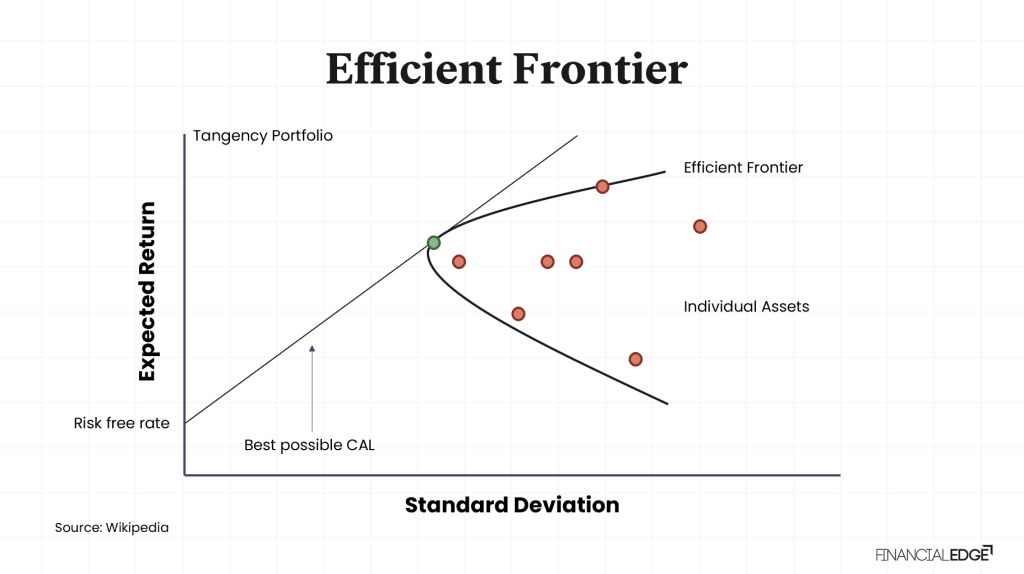 Efficient Frontier
Tangency Portfolio
Efficient Frontier
Expected Return
Individual Assets
Risk free rate
Best possible CAL
Standard Deviation
Source: Wikipedia
FINANCIALEDGE